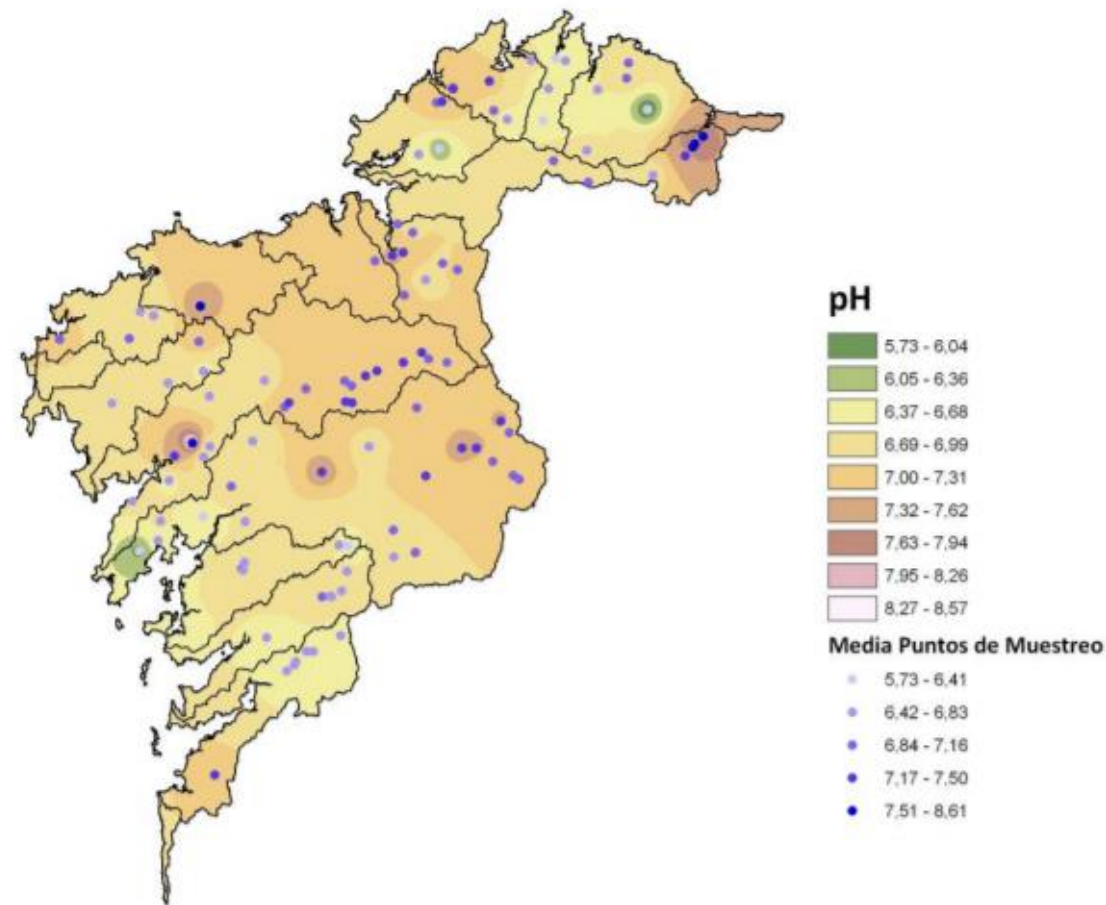 pH
5,73 - 6,04
6,05 - 6,36
6,37 - 6,68
6,69 - 6,99
7,00 - 7,31
7,32 - 7,62
7,63 - 7,94
7,95 - 8,26
8,27 - 8,57
Media Puntos de Muestreo
5,73 - 6,41
6,42 - 6,83
6,84 - 7,16
7,17 - 7,50
7,51 - 8,61